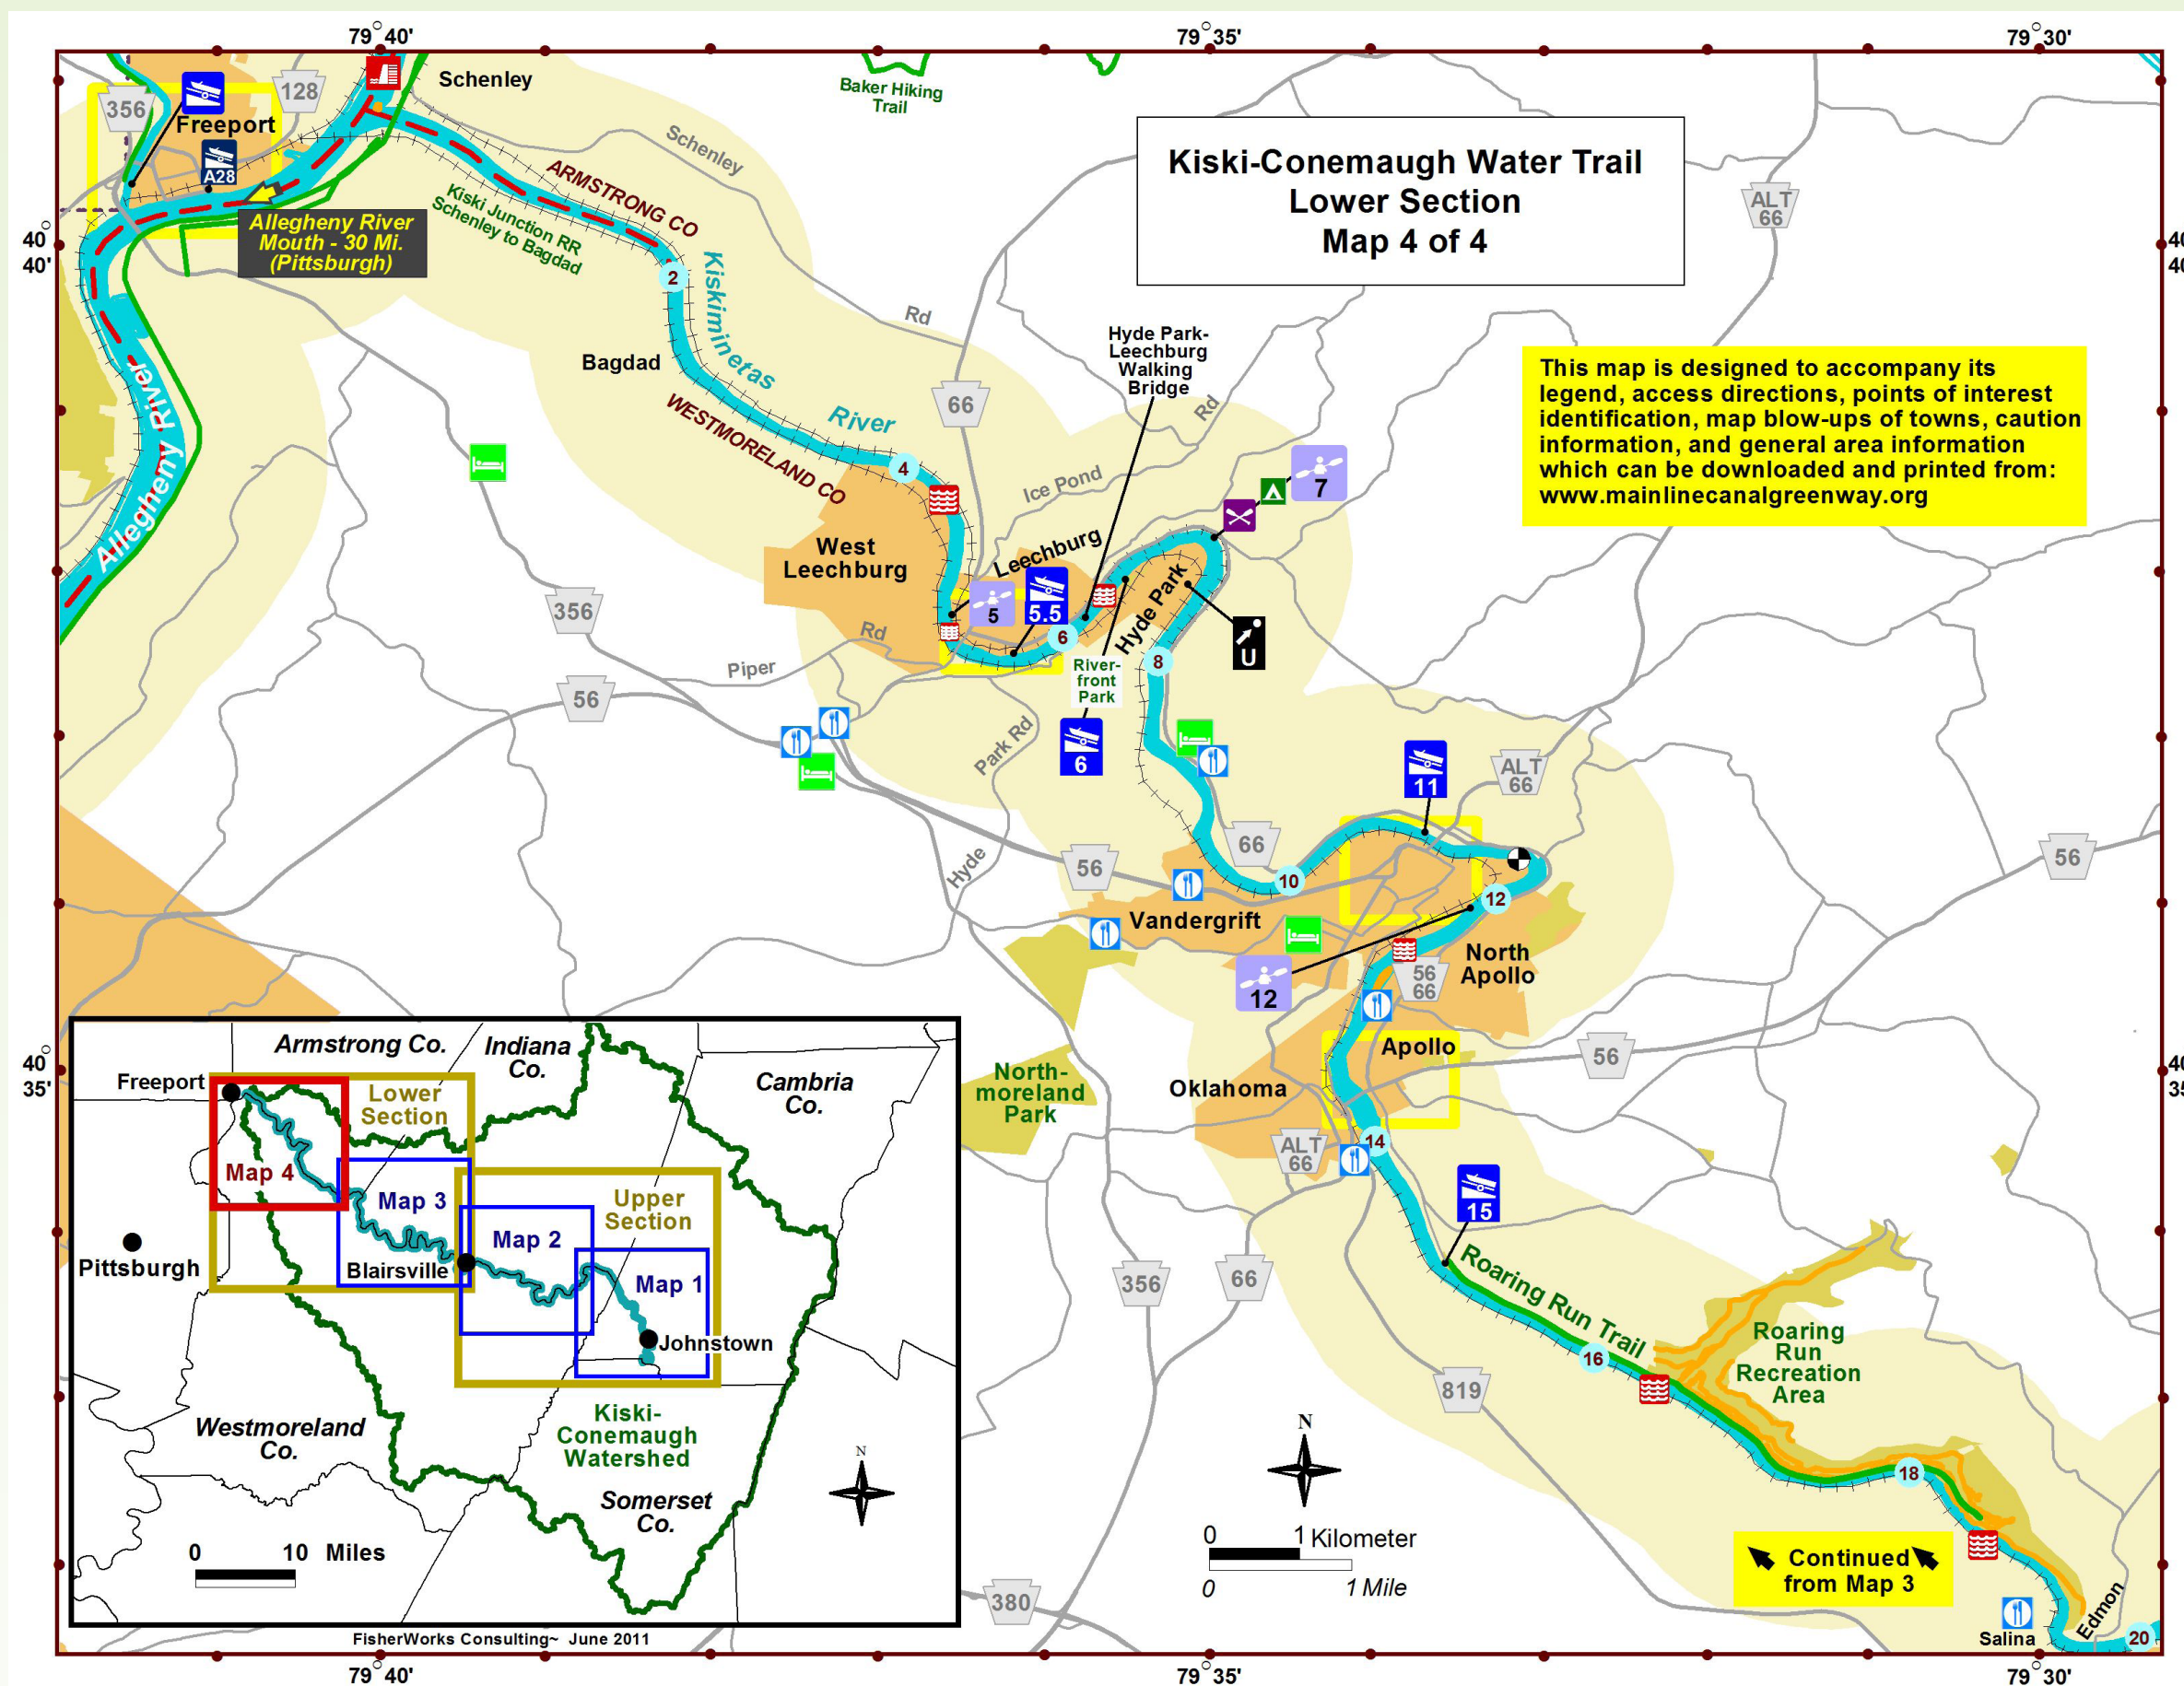 79°40'
79°35'
79°30'
Schenley
356
128
Freeport
A28
Baker Hiking
Trail
Schenley
ARMSTRONG CO
Kiski Junction RR
Schenley to Bagdad
Allegheny River
Mouth - 30 Mi.
(Pittsburgh)
Kiski-Conemaugh Water Trail
Lower Section
Map 4 of 4
ALT
66
40°
40'
40
40
2
Kiskiminetas
River
Rd
Bagdad
WESTMORELAND CO
66
Hyde Park-
Leechburg
Walking
Bridge
Rd
This map is designed to accompany its
legend, access directions, points of interest
identification, map blow-ups of towns, caution
information, and general area information
which can be downloaded and printed from:
www.mainlinecanalgreenway.org
Allegheny River
4
Ice Pond
7
West
Leechburg
Leechburg
5
5.5
6
Hyde Park
U
356
Rd
Piper
56
8
River-
front
Park
6
Park Rd
11
ALT
66
66
56
Hyde
10
12
56
Vandergrift
North
Apollo
12
56
66
Apollo
56
Oklahoma
North-
moreland
Park
40°
35'
40
35
ALT
66
14
15
356
66
Roaring Run Trail
16
Roaring
Run
Recreation
Area
819
18
N
0
1 Kilometer
0
1 Mile
Continued
from Map 3
380
Salina
Edmon
20
Armstrong Co.
Indiana
Co.
Cambria
Co.
Freeport
Lower
Section
Map 4
Map 3
Upper
Section
Map 2
Map 1
Pittsburgh
Blairsville
Johnstown
Westmoreland
Co.
Kiski-
Conemaugh
Watershed
Somerset
Co.
N
0
10 Miles
FisherWorks Consulting~ June 2011
79°40'
79°35'
79°30'